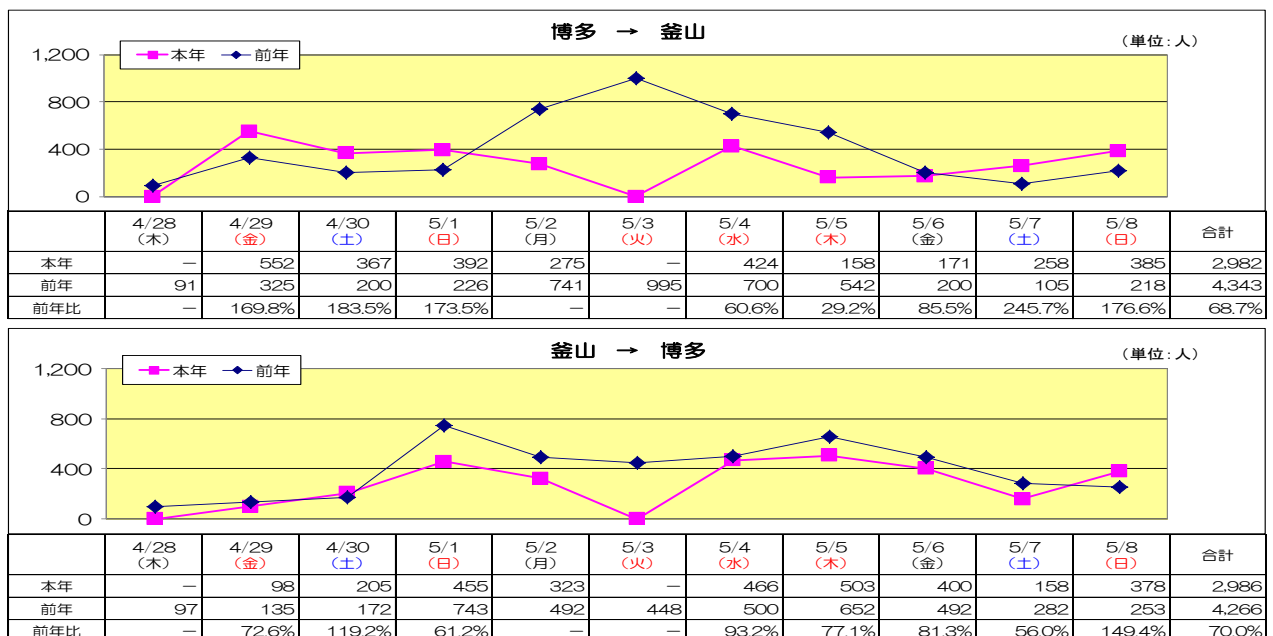 博多 → 釜山
(単位:人)
本年 前年
1,200
800
400
0
4/28 4/29 4/30 5/1 5/2 5/3 5/4 5/5 5/6 5/7 5/8 合計
(木) (金) (土) (日) (月) (火) (水) (木) (金) (土) (日)
本年 － 552 367 392 275 － 424 158 171 258 385 2,982
前年 91 325 200 226 741 995 700 542 200 105 218 4,343
前年比 － 169.8% 183.5% 173.5% － － 60.6% 29.2% 85.5% 245.7% 176.6% 68.7%
釜山 → 博多
(単位:人)
本年 前年
1,200
800
400
0
4/28 4/29 4/30 5/1 5/2 5/3 5/4 5/5 5/6 5/7 5/8 合計
(木) (金) (土) (日) (月) (火) (水) (木) (金) (土) (日)
本年 － 98 205 455 323 － 466 503 400 158 378 2,986
前年 97 135 172 743 492 448 500 652 492 282 253 4,266
前年比 － 72.6% 119.2% 61.2% － － 93.2% 77.1% 81.3% 56.0% 149.4% 70.0%